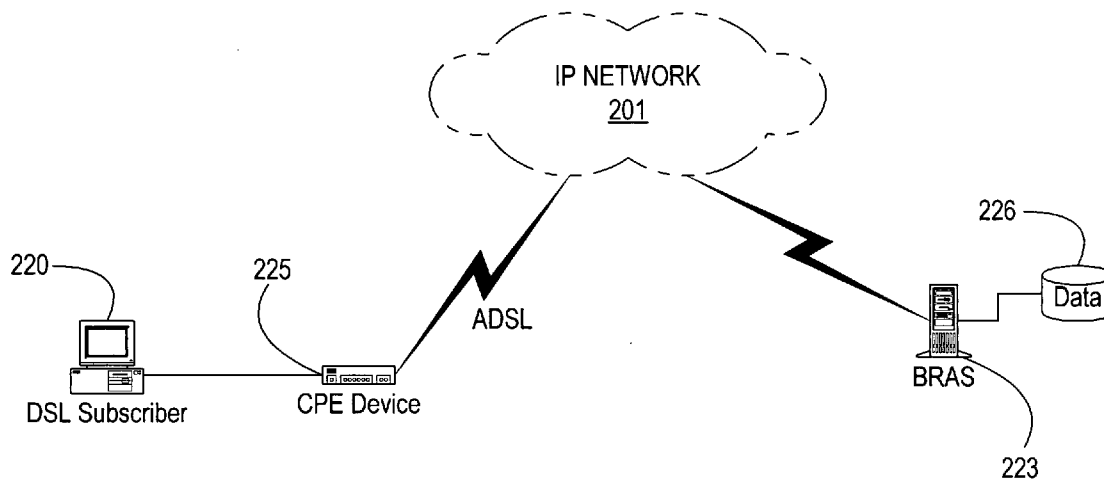 IP NETWORK
201
226
220
225
Data
ADSL
BRAS
CPE Device
DSL Subscriber
223